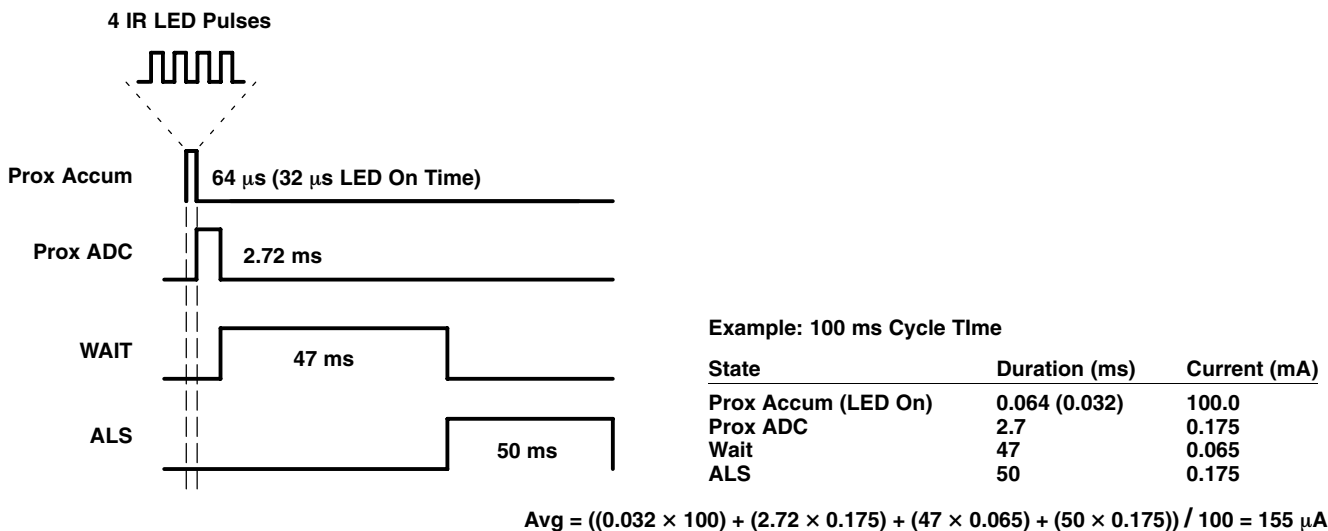 4 IR LED Pulses
Prox Accum
64 μs (32 μs LED On Time)
Prox ADC
2.72 ms
WAIT
47 ms
ALS
50 ms
Example: 100 ms Cycle TIme
State Duration (ms) Current (mA)
Prox Accum (LED On) 0.064 (0.032) 100.0
Prox ADC 2.7 0.175
Wait 47 0.065
ALS 50 0.175
Avg = ((0.032 × 100) + (2.72 × 0.175) + (47 × 0.065) + (50 × 0.175)) / 100 = 155 μA